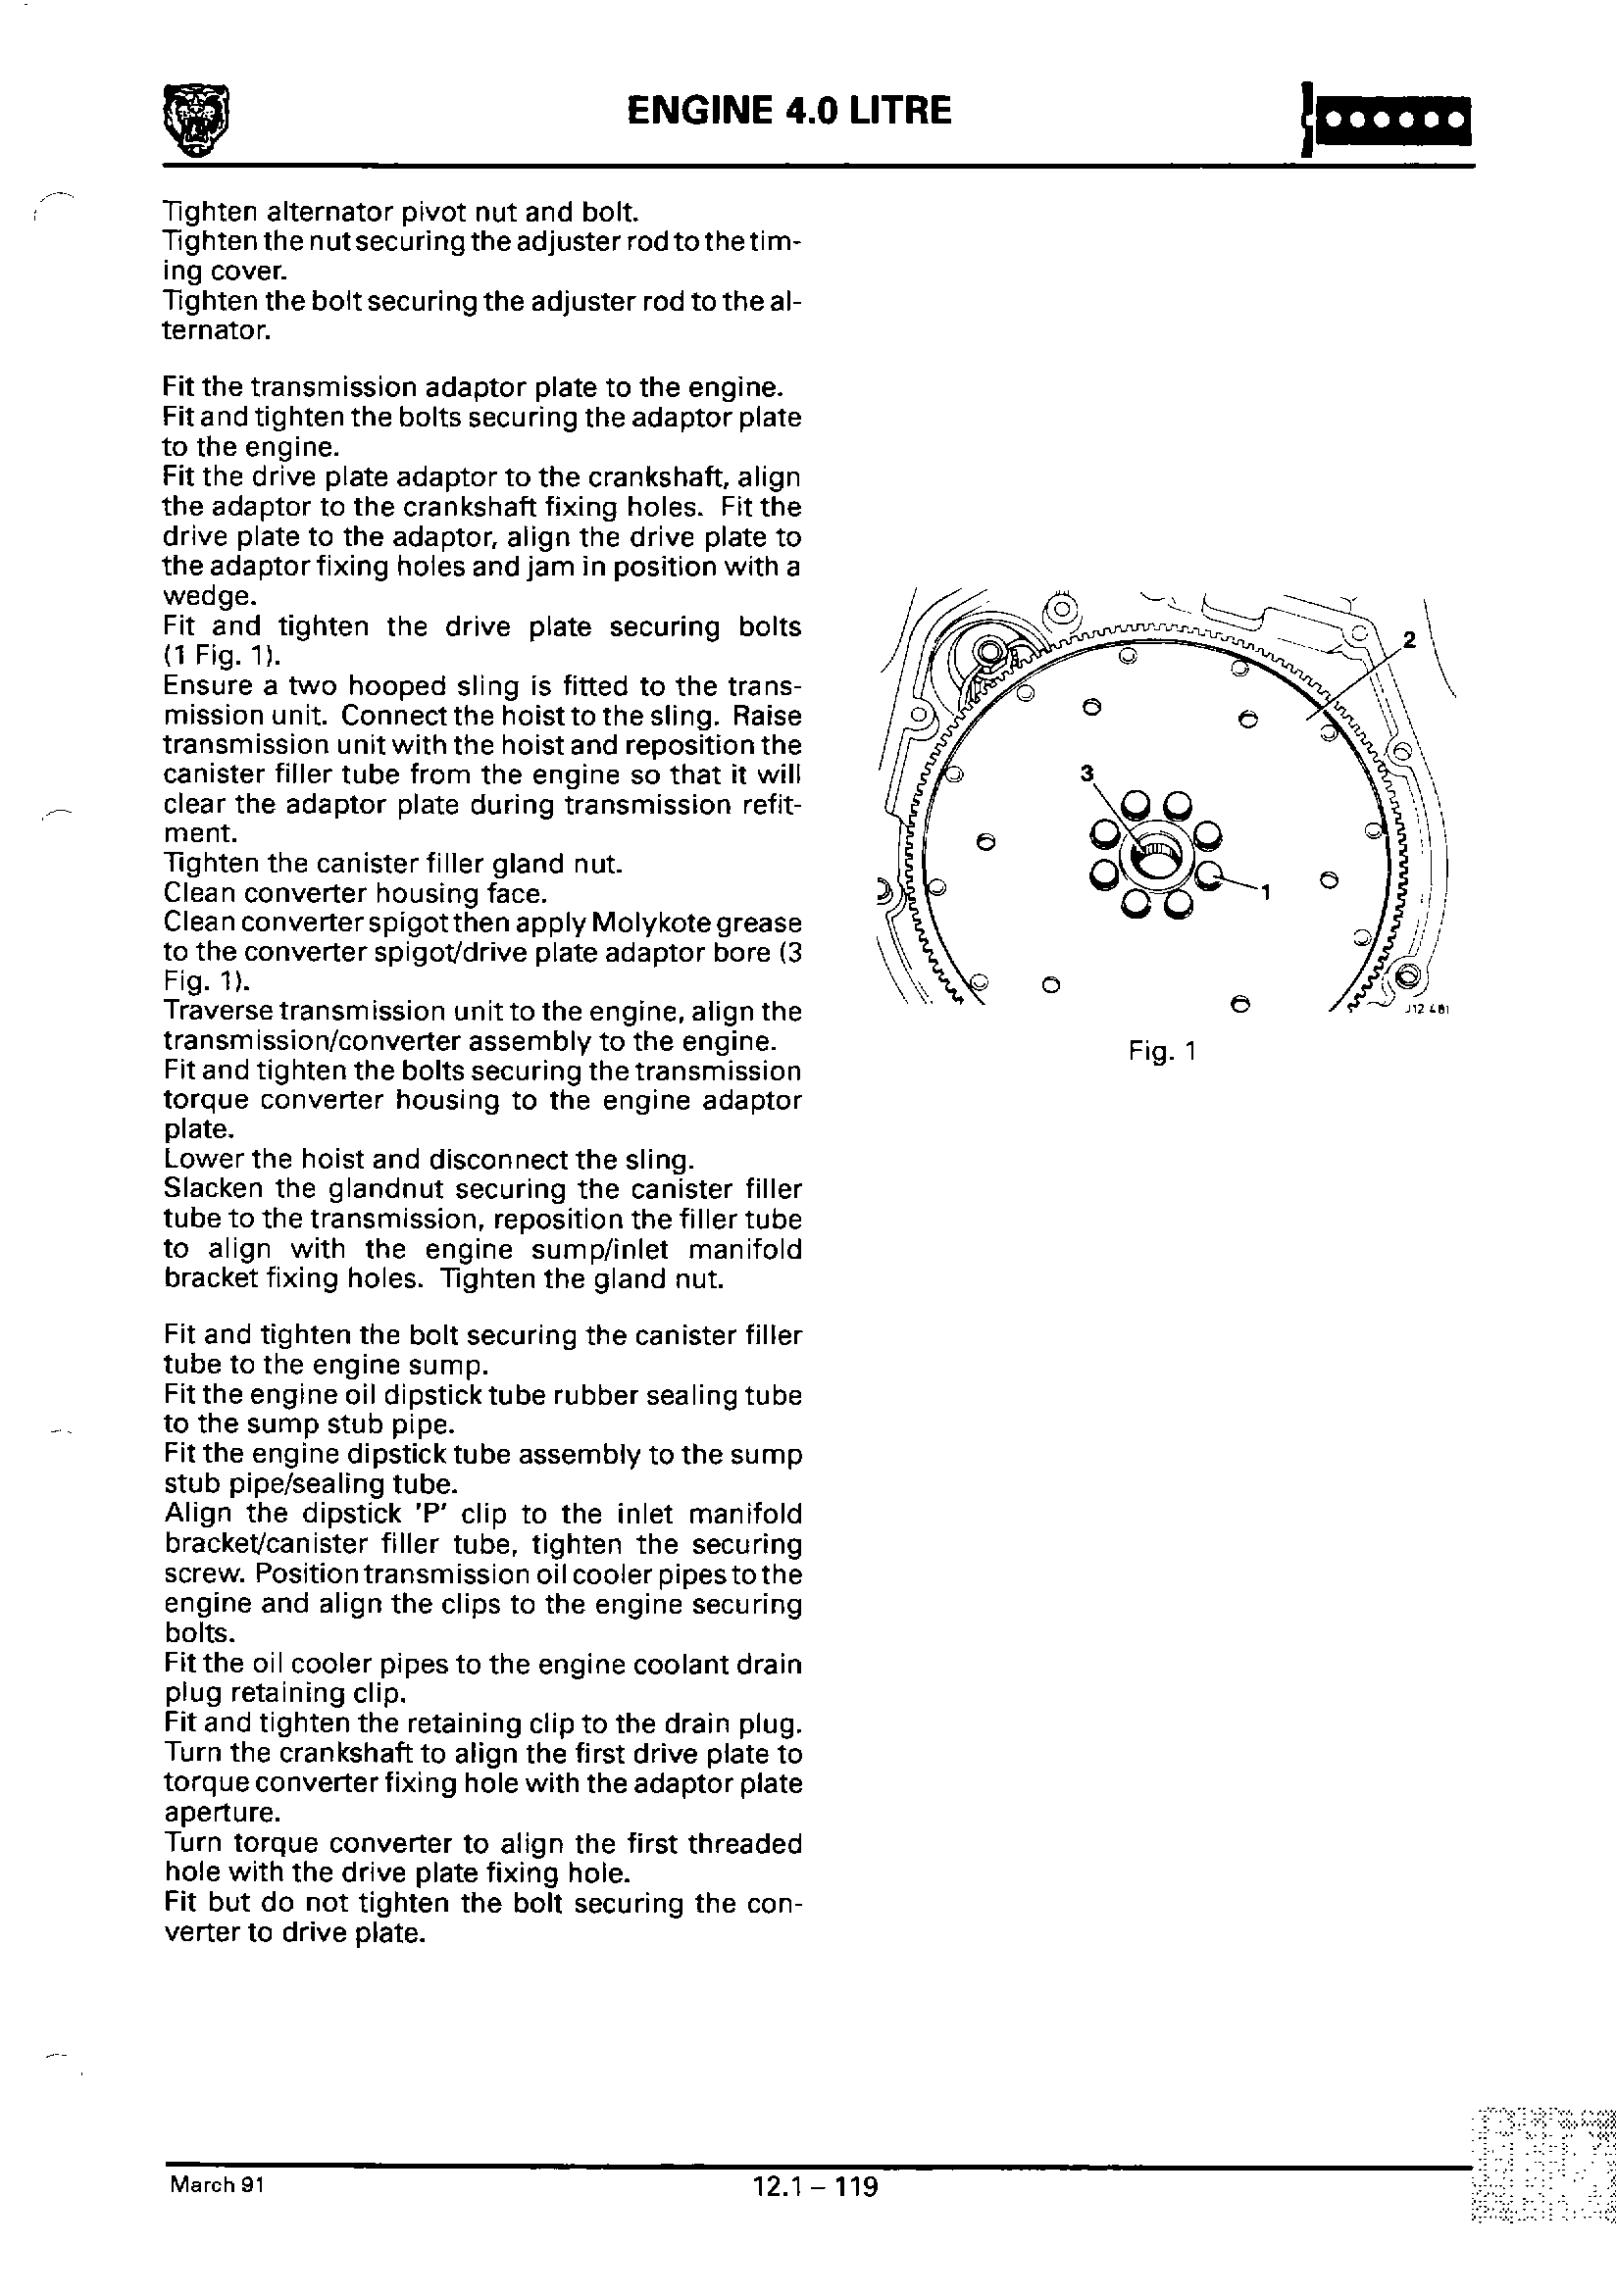 ENGINE 4.0 LITRE
Tighten alternator pivot nut and bolt.
Tighten the nut securing the adjuster rod to the tim-
ing cover.
Tighten the bolt securing the adjuster rod to the al-
ternator.
Fit the transmission adaptor plate to the engine.
Fit and tighten the bolts securing the adaptor plate
to the engine.
Fit the drive plate adaptor to the crankshaft, align
the adaptor to the crankshaft fixing holes. Fit the
drive plate to the adaptor, align the drive plate to
the adaptor fixing holes and jam in position with a
wedge.
Fit and tighten the drive plate securing bolts
(1 Fig. 1).
Ensure a two hooped sling is fitted to the trans-
mission unit. Connect the hoist to the sling. Raise
transmission unit with the hoist and reposition the
canister filler tube from the engine so that it will
clear the adaptor plate during transmission refit-
ment.
Tighten the canister filler gland nut.
Clean converter housing face.
Clean converter spigot then apply Molykote grease
to the converter spigot/drive plate adaptor bore (3
Fig. 1).
Traverse transmission unit to the engine, align the
transmission/converter assembly to the engine.
Fit and tighten the bolts securing the transmission
torque converter housing to the engine adaptor
plate.
Lower the hoist and disconnect the sling.
Slacken the glandnut securing the canister filler
tube to the transmission, reposition the filler tube
to align with the engine sump/inlet manifold
bracket fixing holes. Tighten the gland nut.
Fit and tighten the bolt securing the canister filler
tube to the engine sump.
Fit the engine oil dipstick tube rubber sealing tube
to the sump stub pipe.
Fit the engine dipstick tube assembly to the sump
stub pipe/sealing tube.
Align the dipstick 'P' clip to the inlet manifold
bracket/canister filler tube, tighten the securing
screw. Position transmission oil cooler pipes to the
engine and align the clips to the engine securing
bolts.
Fit the oil cooler pipes to the engine coolant drain
plug retaining clip.
Fit and tighten the retaining clip to the drain plug.
Turn the crankshaft to align the first drive plate to
torque converter fixing hole with the adaptor plate
aperture.
Turn torque converter to align the first threaded
hole with the drive plate fixing hole.
Fit but do not tighten the bolt securing the con-
verter to drive plate.
2
3
1
J12 481
Fig. 1
March 91
12.1 – 119